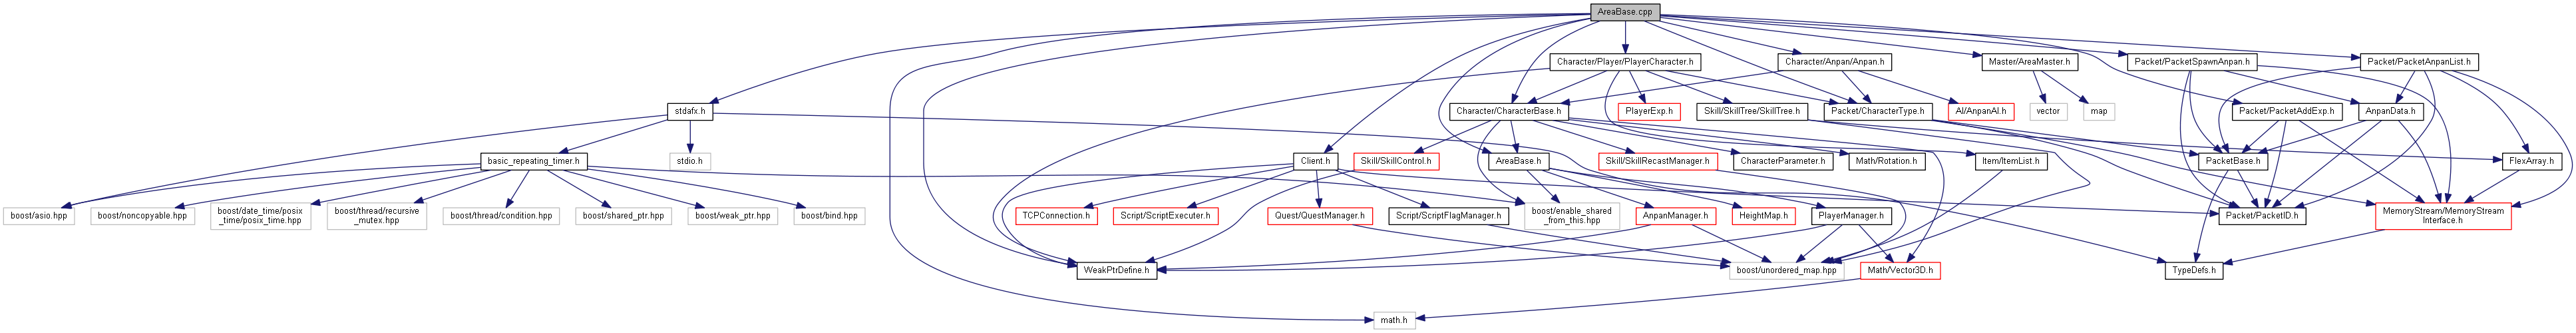 AreaBase.cpp
Character/Player/PlayerCharacter.h
Character/Anpan/Anpan.h
Master/AreaMaster.h
Packet/PacketSpawnAnpan.h
Packet/PacketAnpanList.h
stdafx.h
Character/CharacterBase.h
PlayerExp.h
Skill/SkillTree/SkillTree.h
Packet/CharacterType.h
AI/AnpanAI.h
vector
map
Packet/PacketAddExp.h
AnpanData.h
basic_repeating_timer.h
stdio.h
Client.h
Skill/SkillControl.h
AreaBase.h
Skill/SkillRecastManager.h
CharacterParameter.h
Math/Rotation.h
Item/ItemList.h
PacketBase.h
FlexArray.h
boost/asio.hpp
boost/noncopyable.hpp
boost/date_time/posix
_time/posix_time.hpp
boost/thread/recursive
_mutex.hpp
boost/thread/condition.hpp
boost/shared_ptr.hpp
boost/weak_ptr.hpp
boost/bind.hpp
TCPConnection.h
Script/ScriptExecuter.h
Quest/QuestManager.h
Script/ScriptFlagManager.h
boost/enable_shared
_from_this.hpp
AnpanManager.h
HeightMap.h
PlayerManager.h
Packet/PacketID.h
MemoryStream/MemoryStream
Interface.h
WeakPtrDefine.h
boost/unordered_map.hpp
Math/Vector3D.h
TypeDefs.h
math.h